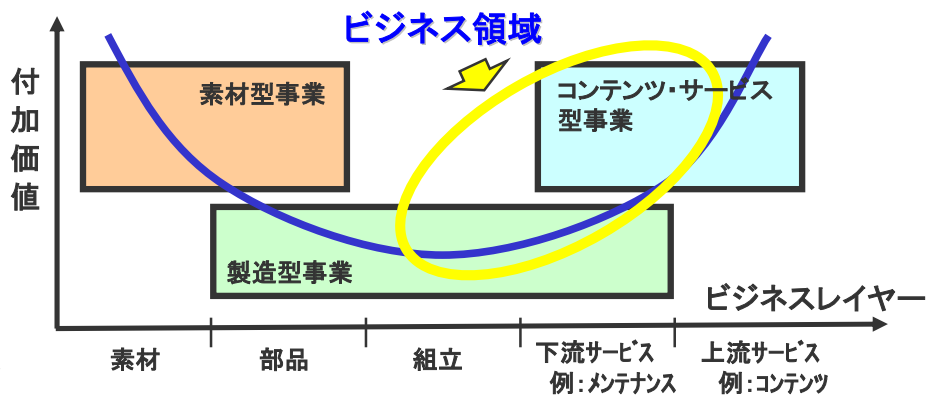 ビジネス領域
付加価値
素材型事業
コンテンツ・サービス
型事業
製造型事業
ビジネスレイヤー
素材
部品
組立
下流サービス
例：メンテナンス
上流サービス
例：コンテンツ